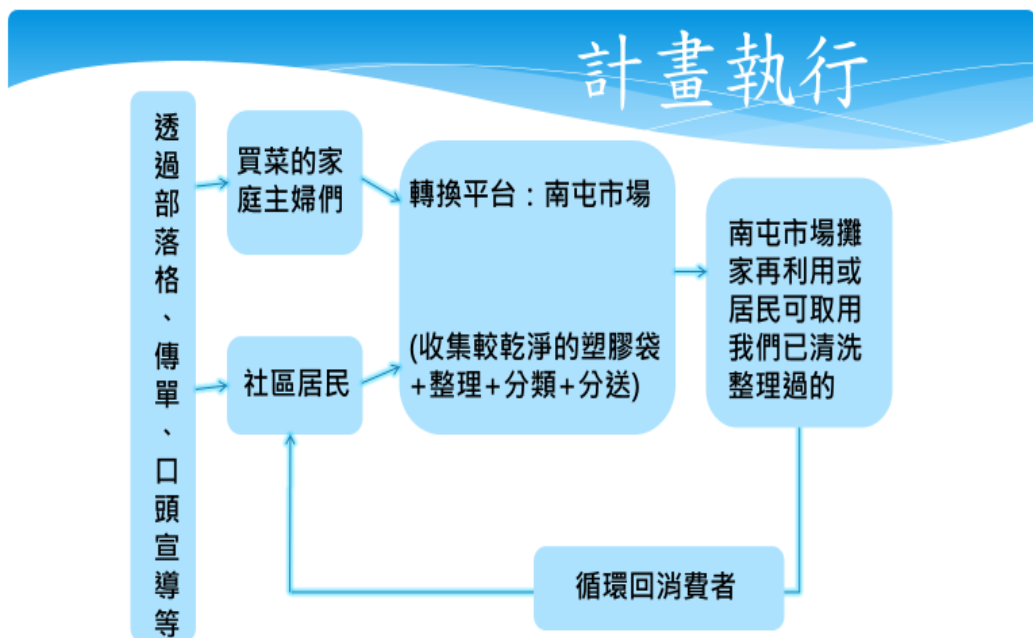 計畫執行
透過部落格、傳單、口頭宣導等
買菜的家
庭主婦們
社區居民
轉換平台：南屯市場
(收集較乾淨的塑膠袋
+整理+分類+分送)
南屯市場攤
家再利用或
居民可取用
我們已清洗
整理過的
循環回消費者